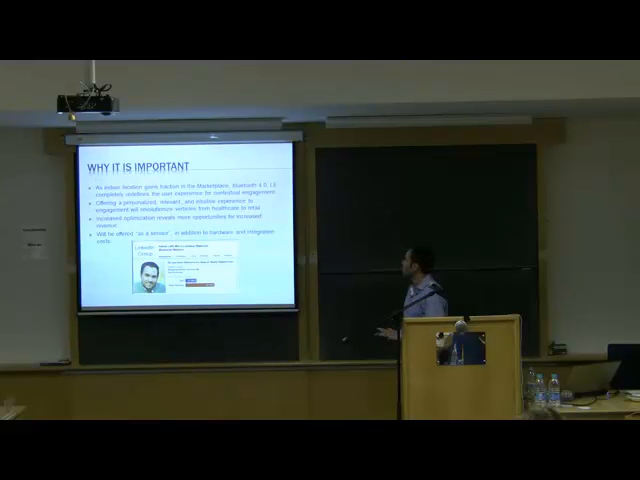 WHY IT IS IMPORTANT
As indoor location gains traction in the Marketplace, Bluetooth 4.0, LE
completely redefines the user experience for contextual engagement.
Offering a personalized, relevant, and intuitive experience to
engagement will revolutionize verticals from healthcare to retail
Increased optimization reveals more opportunities for increased
revenue.
Will be offered "as a sensor", in addition to hardware and integration
costs.
LinkedIn
Group